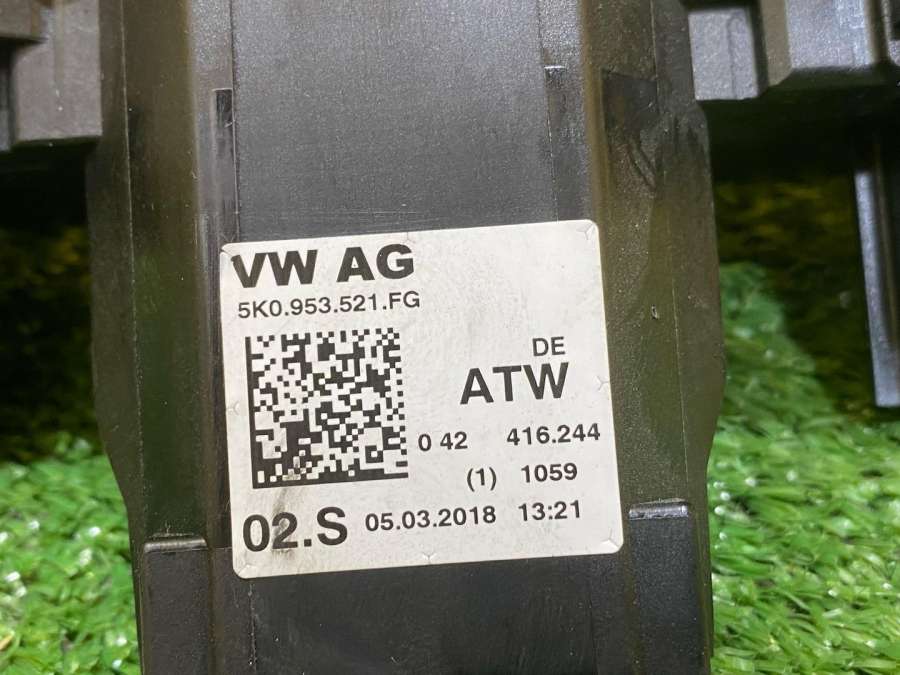 VW AG
5K0.953.521.FG
DE
ATW
0 42 416.244
(1) 1059
02.S 05.03.2018 13:21